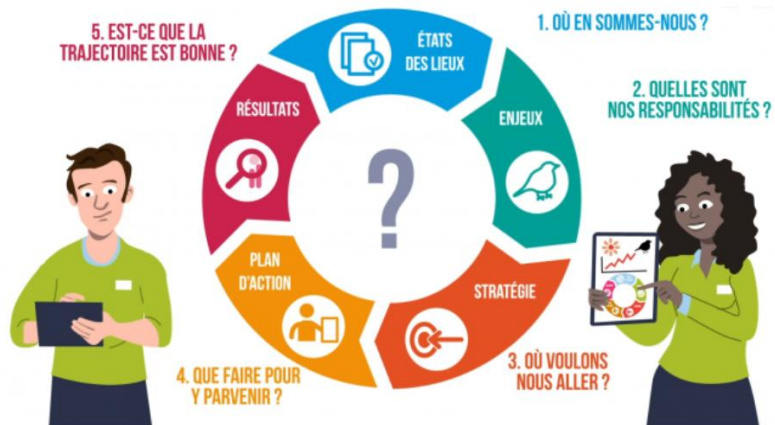 1. OÙ EN SOMMES-NOUS ?
ÉTATS
DES LIEUX
2. QUELLES SONT
NOS RESPONSABILITÉS ?
ENJEUX
3. OÙ VOULONS
NOUS ALLER ?
STRATÉGIE
4. QUE FAIRE POUR
Y PARVENIR ?
PLAN
D'ACTION
5. EST-CE QUE LA
TRAJECTOIRE EST BONNE ?
RÉSULTATS
?